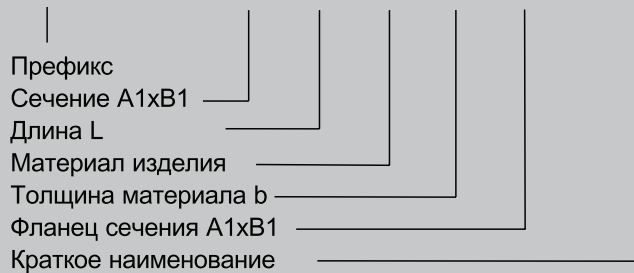 Префикс
Сечение А1хВ1
Длина L
Материал изделия
Толщина материала b
Фланец сечения А1хВ1
Краткое наименование